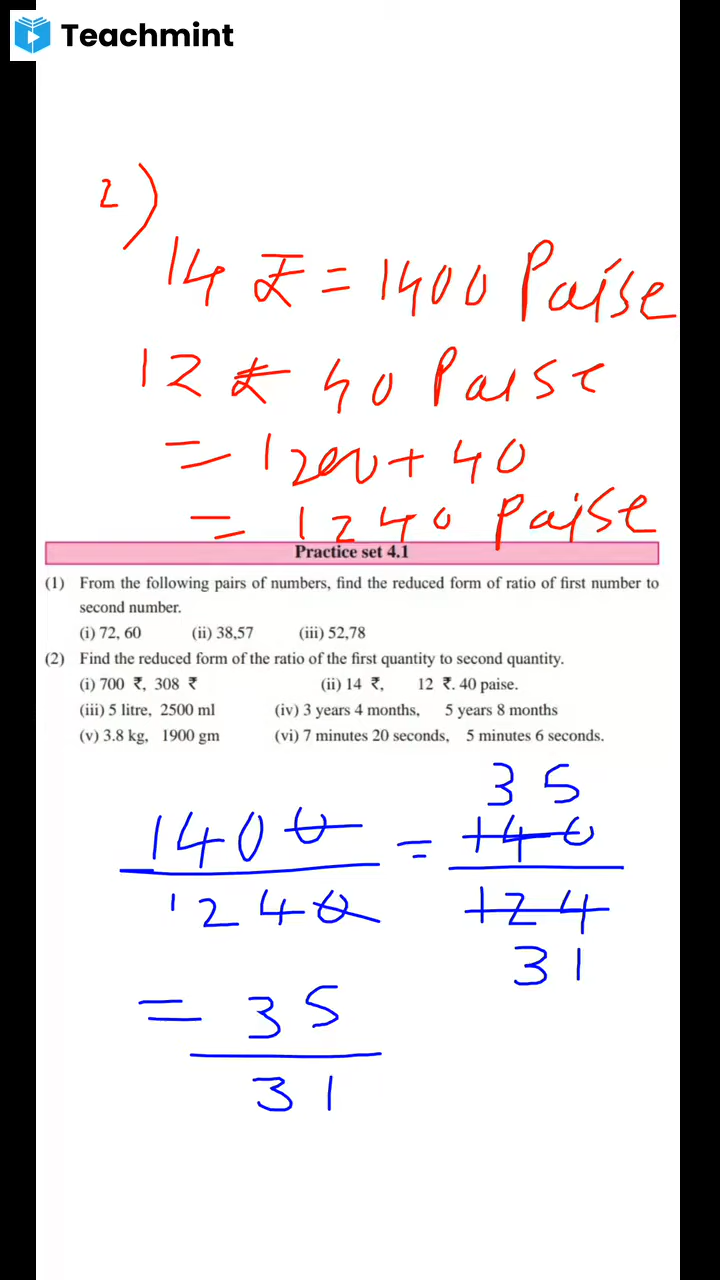 Teachmint
2)
14 ₹ = 1400 Paise
12 ₹ 40 Paise
= 1200 + 40
= 1240 Paise
Practice set 4.1
(1) From the following pairs of numbers, find the reduced form of ratio of first number to
second number.
(i) 72, 60 (ii) 38,57 (iii) 52,78
(2) Find the reduced form of the ratio of the first quantity to second quantity.
(i) 700 ₹, 308 ₹ (ii) 14 ₹, 12 ₹. 40 paise.
(iii) 5 litre, 2500 ml (iv) 3 years 4 months, 5 years 8 months
(v) 3.8 kg, 1900 gm (vi) 7 minutes 20 seconds, 5 minutes 6 seconds.
35
1400 = 140
1240 124
31
= 35
31